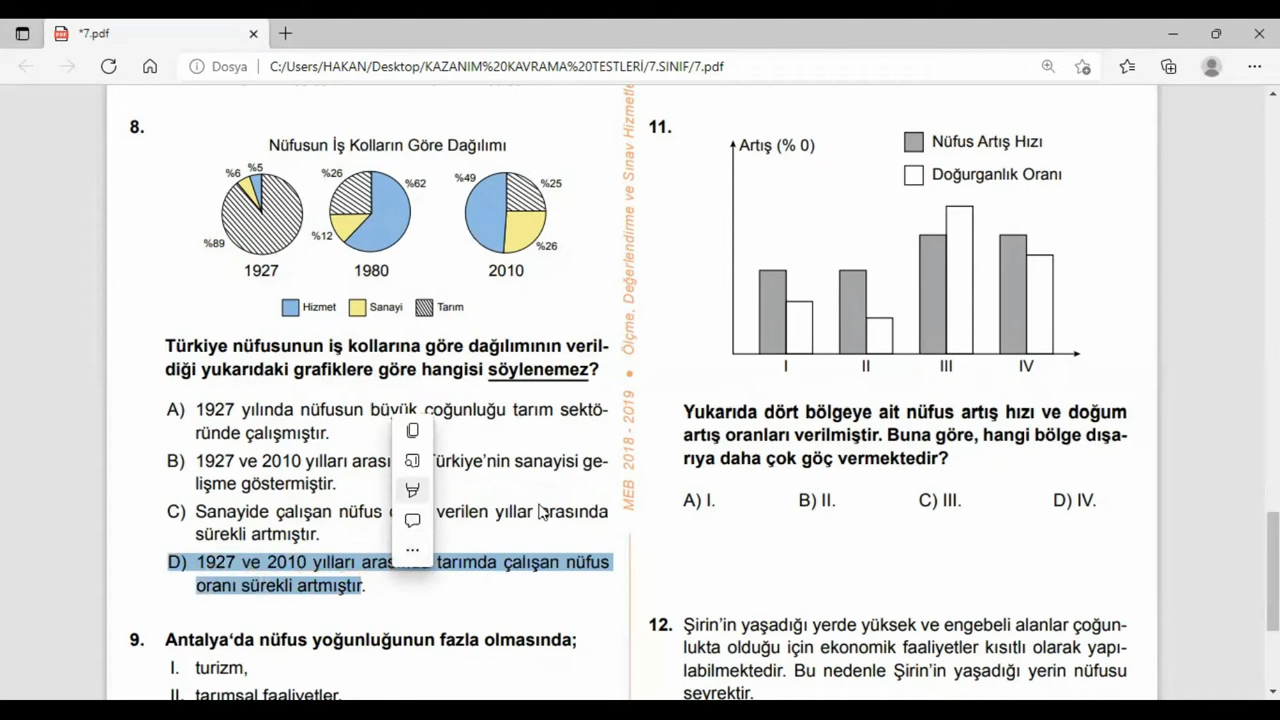 *7.pdf
Dosya
C:/Users/HAKAN/Desktop/KAZANIM%20KAVRAMA%20TESTLERİ/7.SINIF/7.pdf
8.
Nüfusun İş Kolların Göre Dağılımı
%6 %5
%89
1927
%26
%62
%12
1980
%49
%25
%26
2010
Hizmet Sanayi Tarım
Türkiye nüfusunun iş kollarına göre dağılımının veril-
diği yukarıdaki grafiklere göre hangisi söylenemez?
A) 1927 yılında nüfusun büyük çoğunluğu tarım sektö-
ründe çalışmıştır.
B) 1927 ve 2010 yılları Türkiye'nin sanayisi ge-
lişme göstermiştir.
C) Sanayide çalışan nüfus verilen yıllar arasında
sürekli artmıştır.
D) 1927 ve 2010 yılları tarımda çalışan nüfus
oranı sürekli artmıştır.
9. Antalya‘da nüfus yoğunluğunun fazla olmasında;
I. turizm,
II. tarımsal faaliyetler,
MEB 2018 - 2019 ● Ölçme, Değerlendirme ve Sınav Hizmetle
11.
Artış (% 0)
Nüfus Artış Hızı
Doğurganlık Oranı
I II III IV
Yukarıda dört bölgeye ait nüfus artış hızı ve doğum
artış oranları verilmiştir. Buna göre, hangi bölge dışa-
rıya daha çok göç vermektedir?
A) I. B) II. C) III. D) IV.
12. Şirin’in yaşadığı yerde yüksek ve engebeli alanlar çoğun-
lukta olduğu için ekonomik faaliyetler kısıtlı olarak yapı-
labilmektedir. Bu nedenle Şirin’in yaşadığı yerin nüfusu
seyrektir.